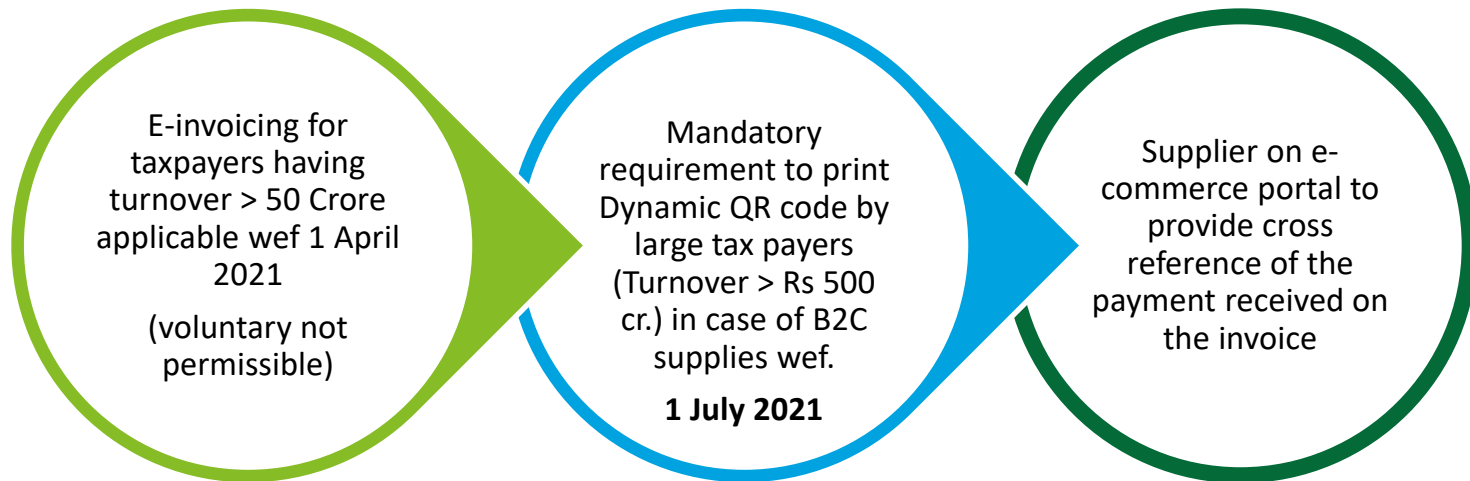 E-invoicing for
taxpayers having
turnover > 50 Crore
applicable wef 1 April
2021
(voluntary not
permissible)
Mandatory
requirement to print
Dynamic QR code by
large tax payers
(Turnover > Rs 500
cr.) in case of B2C
supplies wef.
1 July 2021
Supplier on e-
commerce portal to
provide cross
reference of the
payment received on
the invoice